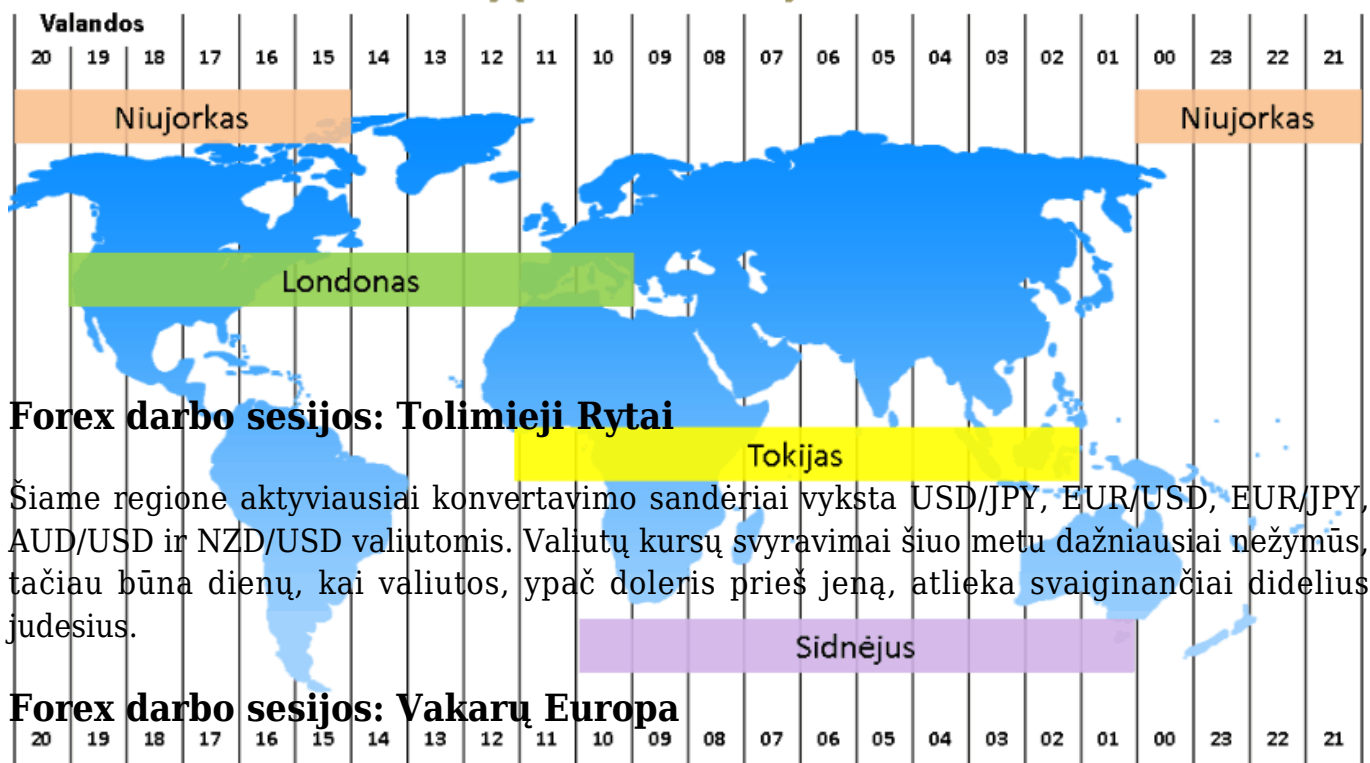 Valandos
20 19 18 17 16 15 14 13 12 11 10 09 08 07 06 05 04 03 02 01 00 23 22 21
Niujorkas Niujorkas
Londonas
Forex darbo sesijos: Tolimieji Rytai
Tokijas
Šiame regione aktyviausiai konvertavimo sandėriai vyksta USD/JPY, EUR/USD, EUR/JPY,
AUD/USD ir NZD/USD valiutomis. Valiutų kursų svyravimai šiuo metu dažniausiai nežymūs,
tačiau būna dienų, kai valiutos, ypač doleris prieš jeną, atlieka svaiginančiai didelius
judesius.
Sidnėjus
Forex darbo sesijos: Vakarų Europa
20 19 18 17 16 15 14 13 12 11 10 09 08 07 06 05 04 03 02 01 00 23 22 21